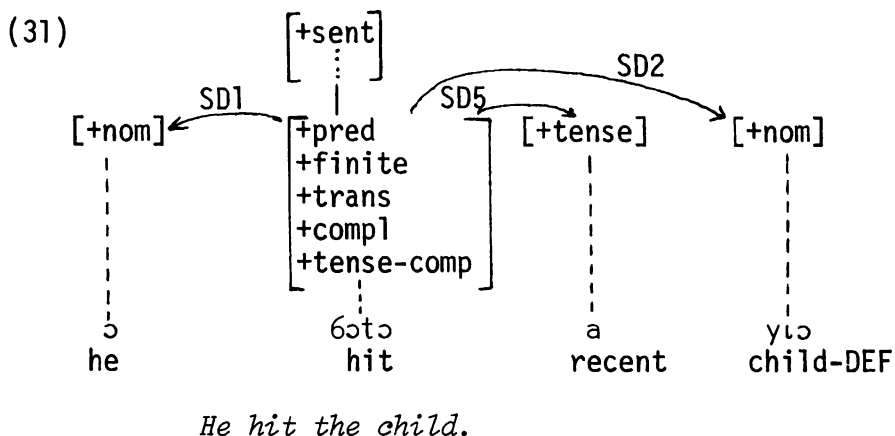 (31)
[+sent]
SD1 SD5 SD2
[+nom] [+pred [+tense] [+nom]
+finite
+trans
+compl
+tense-comp]
ɔ ɓɔtɔ a yɩɔ
he hit recent child-DEF
He hit the child.